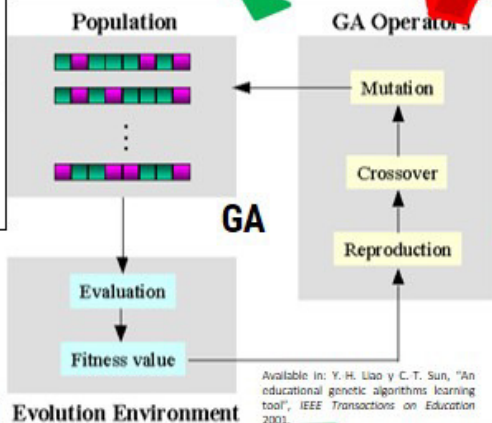 Population
GA Operators
Mutation
Crossover
GA
Reproduction
Evaluation
Fitness value
Evolution Environment
Available in: Y.-H. Liao y C.-T. Sun, "An
educational genetic algorithms learning
tool", IEEE Transactions on Education
2001.